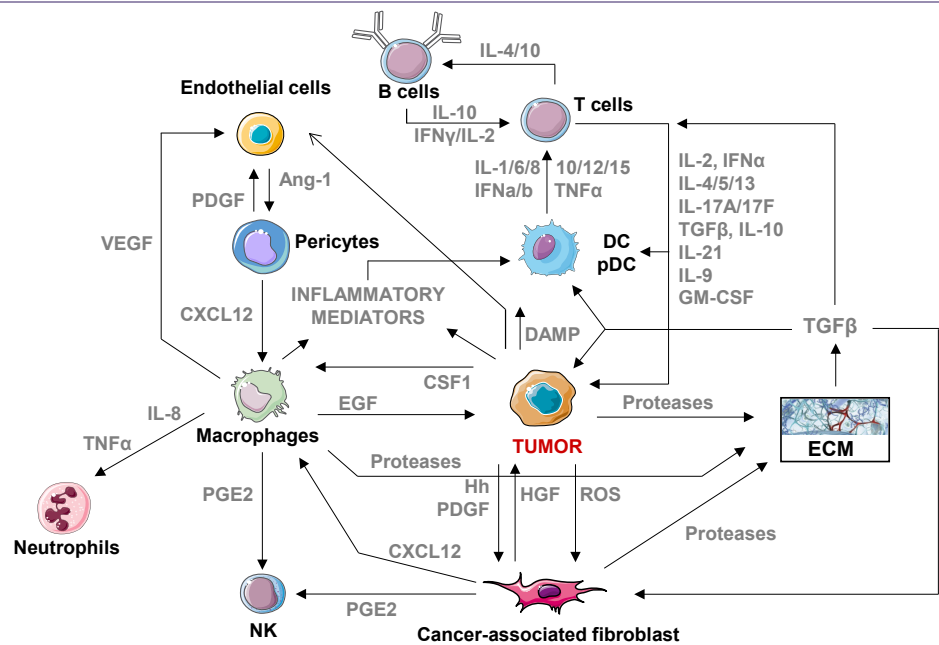 IL-4/10
Endothelial cells
B cells
T cells
IL-10
IFNγ/IL-2
IL-1/6/8
IFNa/b
10/12/15
TNFα
IL-2, IFNα
IL-4/5/13
IL-17A/17F
TGFβ, IL-10
IL-21
IL-9
GM-CSF
Ang-1
PDGF
VEGF
Pericytes
DC
pDC
INFLAMMATORY
MEDIATORS
CXCL12
DAMP
TGFβ
CSF1
EGF
IL-8
TNFα
Macrophages
TUMOR
Proteases
ECM
Proteases
Hh
PDGF
HGF
ROS
PGE2
Neutrophils
CXCL12
Proteases
PGE2
NK
Cancer-associated fibroblast